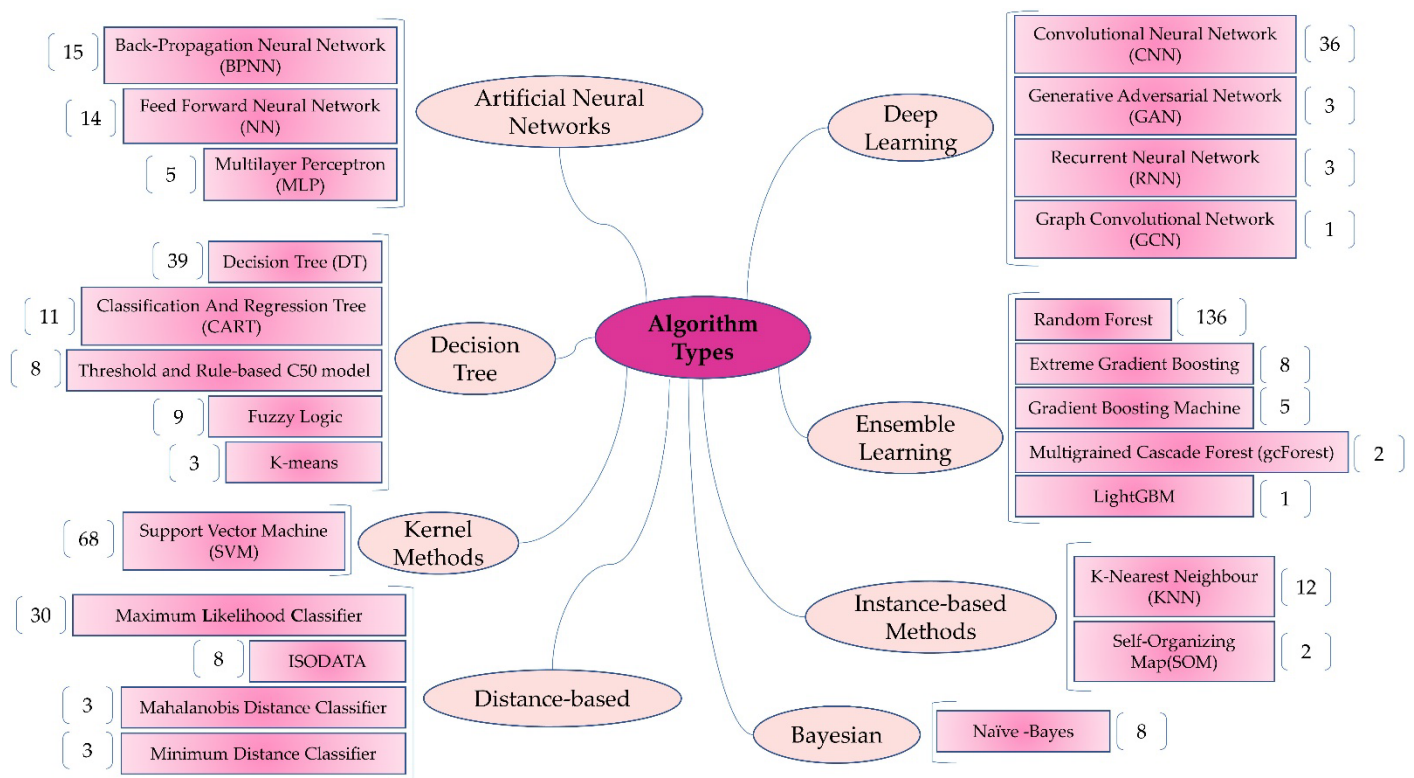 Algorithm
Types
Artificial Neural
Networks
15
Back-Propagation Neural Network
(BPNN)
14
Feed Forward Neural Network
(NN)
5
Multilayer Perceptron
(MLP)
Decision
Tree
39
Decision Tree (DT)
11
Classification And Regression Tree
(CART)
8
Threshold and Rule-based C50 model
9
Fuzzy Logic
3
K-means
Kernel
Methods
68
Support Vector Machine
(SVM)
Distance-based
30
Maximum Likelihood Classifier
8
ISODATA
3
Mahalanobis Distance Classifier
3
Minimum Distance Classifier
Deep
Learning
Convolutional Neural Network
(CNN)
36
Generative Adversarial Network
(GAN)
3
Recurrent Neural Network
(RNN)
3
Graph Convolutional Network
(GCN)
1
Ensemble
Learning
Random Forest
136
Extreme Gradient Boosting
8
Gradient Boosting Machine
5
Multigrained Cascade Forest (gcForest)
2
LightGBM
1
Instance-based
Methods
K-Nearest Neighbour
(KNN)
12
Self-Organizing
Map(SOM)
2
Bayesian
Naïve -Bayes
8